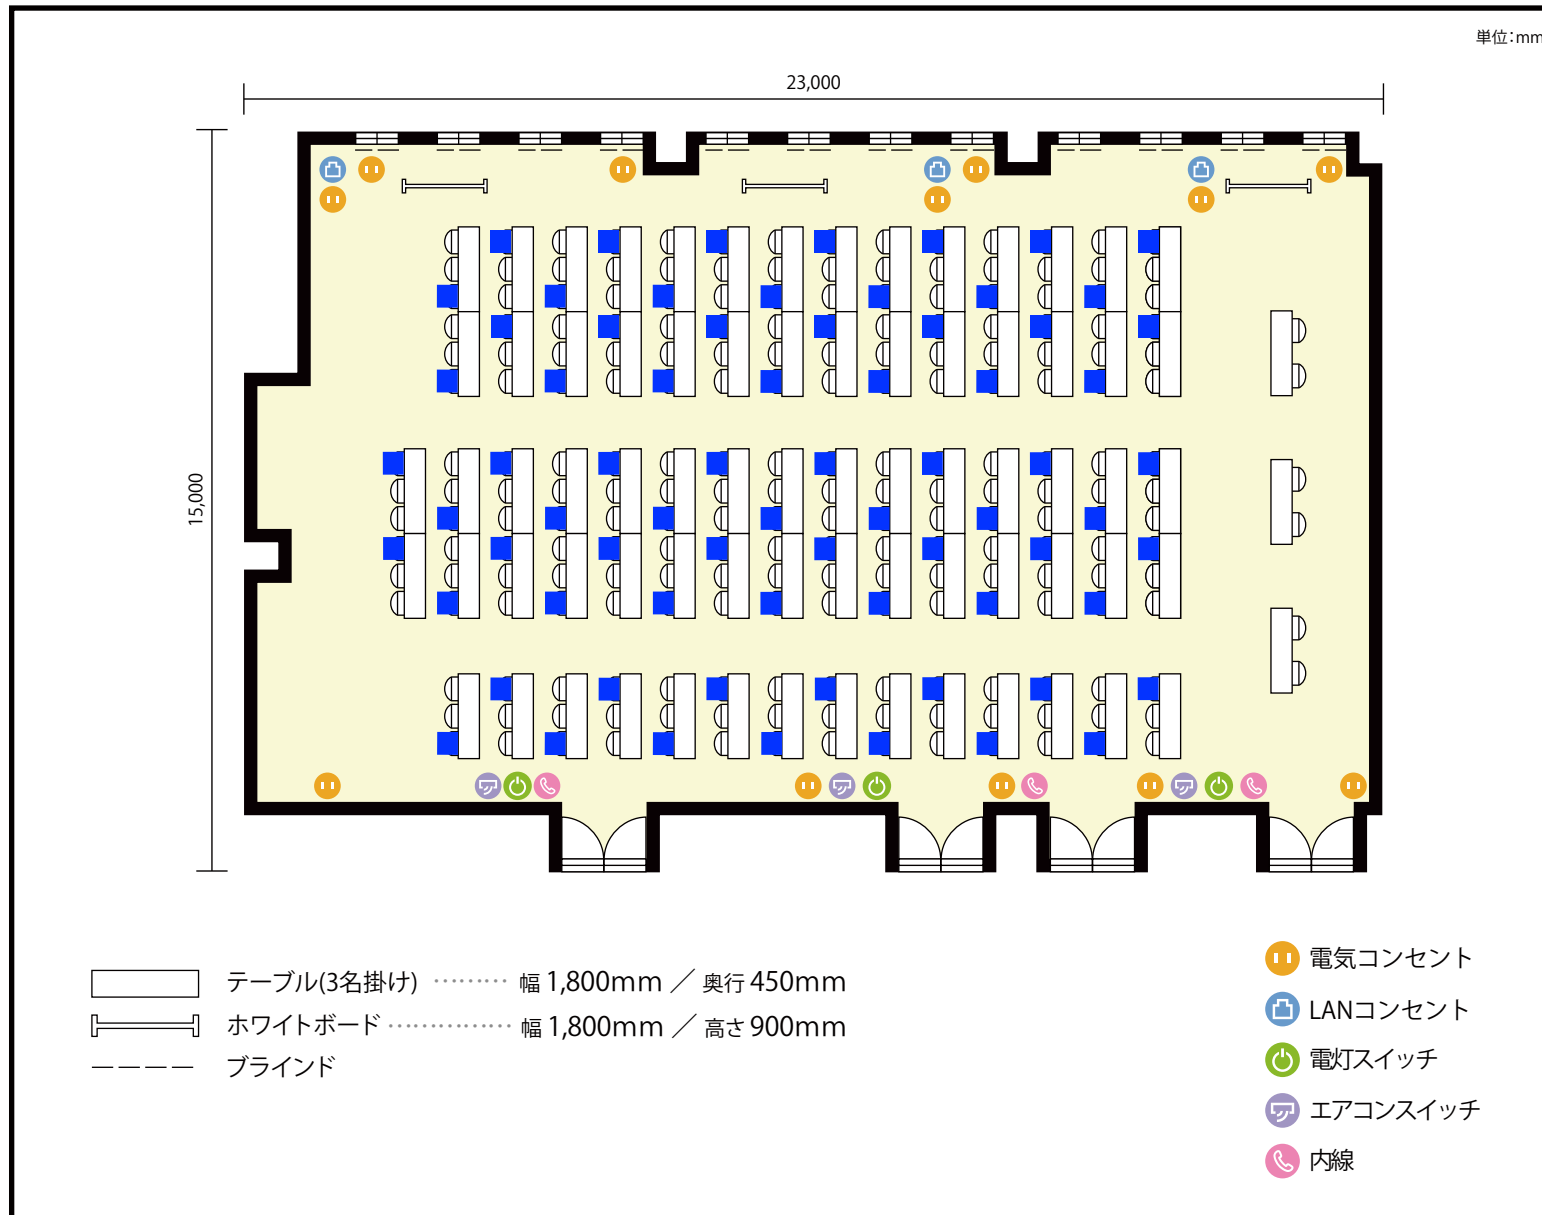 単位：mm
23,000
15,000
テーブル(3名掛け) ……… 幅 1,800mm ／ 奥行 450mm
ホワイトボード …………… 幅 1,800mm ／ 高さ 900mm
ブラインド
電気コンセント
LANコンセント
電灯スイッチ
エアコンスイッチ
内線